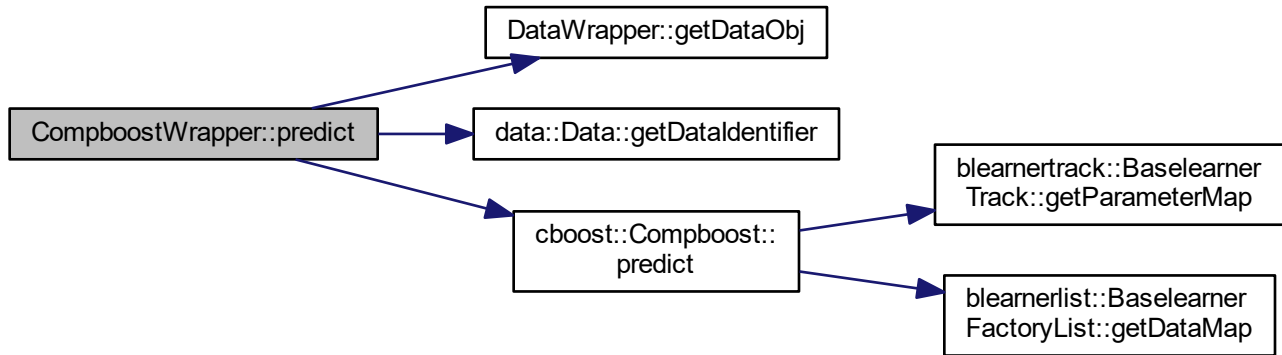 DataWrapper::getDataObj
CompboostWrapper::predict
data::Data::getDataIdentifier
cboost::Compboost::
predict
blearnertrack::Baselearner
Track::getParameterMap
blearnerlist::Baselearner
FactoryList::getDataMap